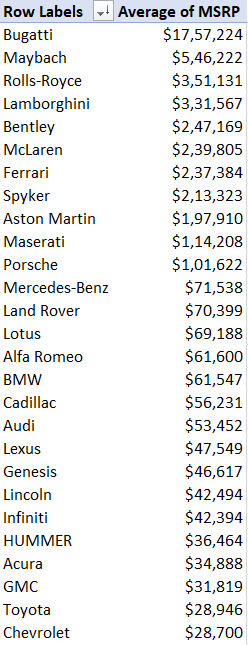 Row Labels Average of MSRP
Bugatti $17,57,224
Maybach $5,46,222
Rolls-Royce $3,51,131
Lamborghini $3,31,567
Bentley $2,47,169
McLaren $2,39,805
Ferrari $2,37,384
Spyker $2,13,323
Aston Martin $1,97,910
Maserati $1,14,208
Porsche $1,01,622
Mercedes-Benz $71,538
Land Rover $70,399
Lotus $69,188
Alfa Romeo $61,600
BMW $61,547
Cadillac $56,231
Audi $53,452
Lexus $47,549
Genesis $46,617
Lincoln $42,494
Infiniti $42,394
HUMMER $36,464
Acura $34,888
GMC $31,819
Toyota $28,946
Chevrolet $28,700